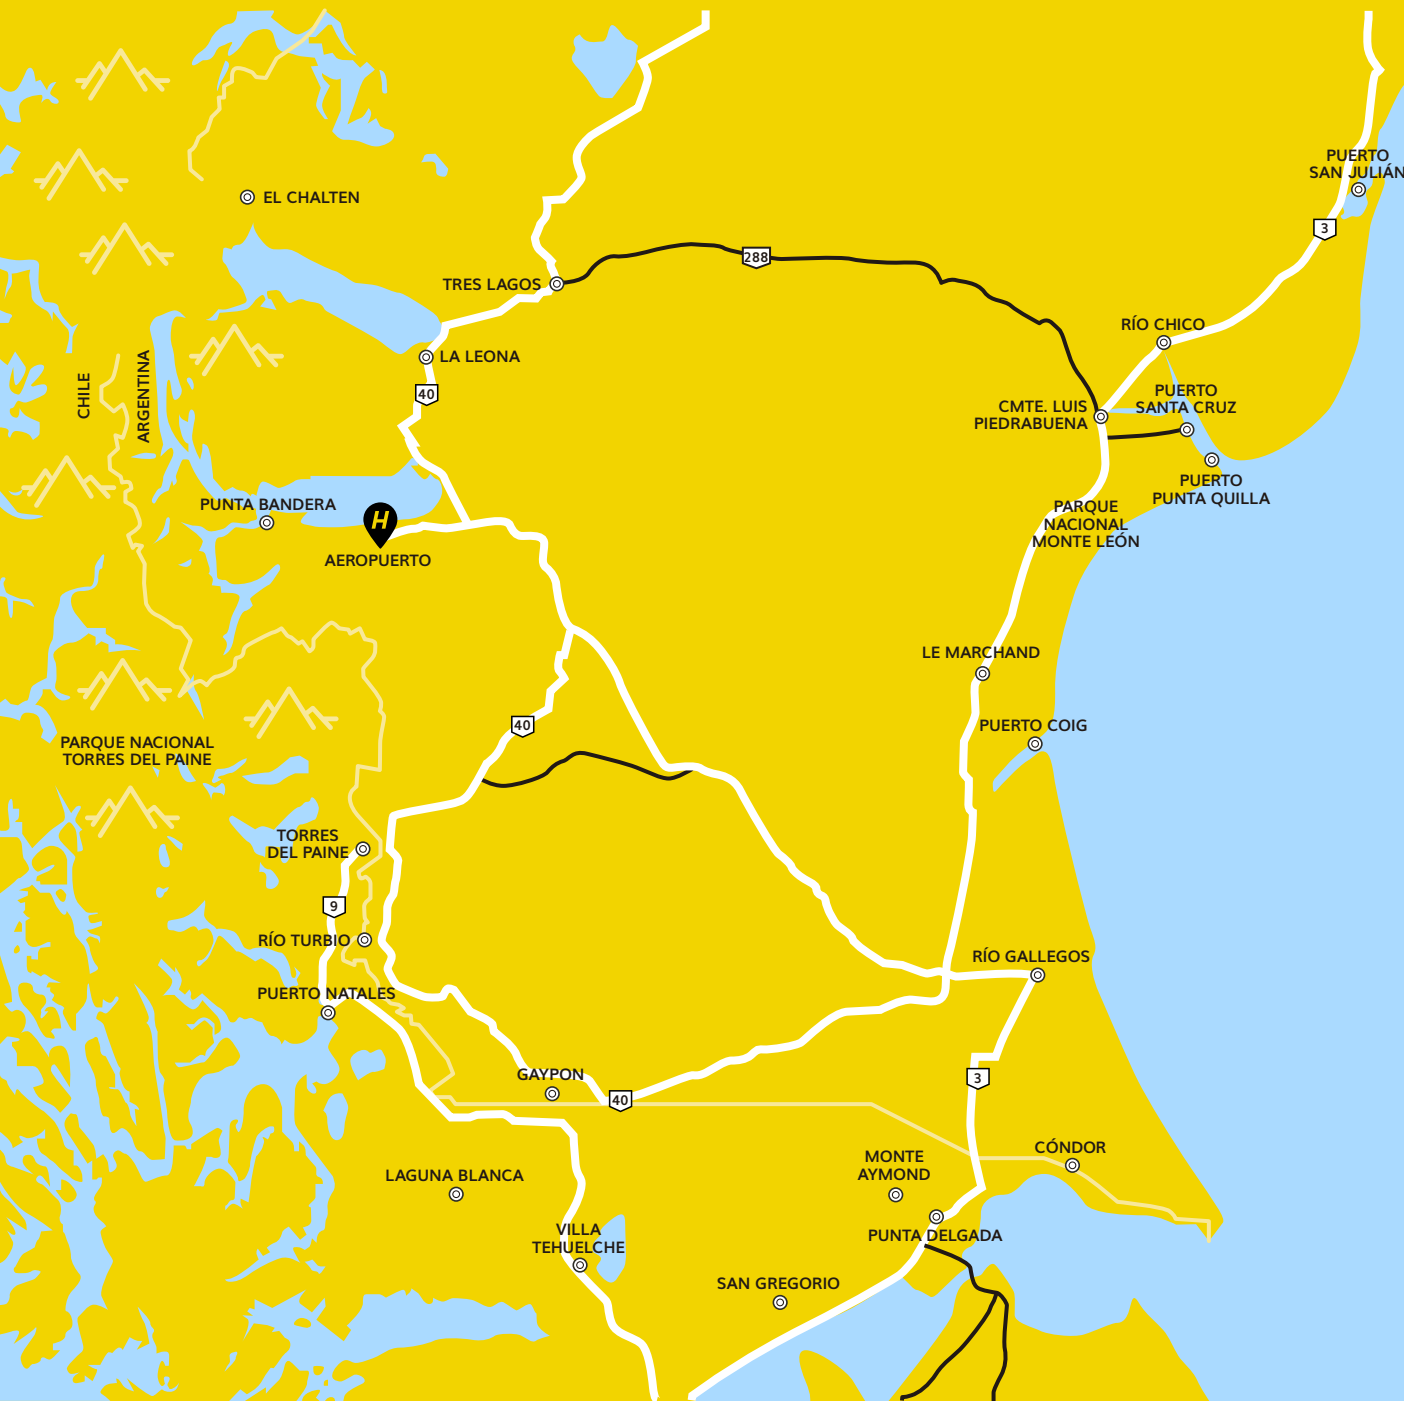 PUERTO
SAN JULIÁN
EL CHALTEN
3
288
TRES LAGOS
RÍO CHICO
LA LEONA
CHILE
ARGENTINA
40
PUERTO
SANTA CRUZ
CMTE. LUIS
PIEDRABUENA
PUERTO
PUNTA QUILLA
PUNTA BANDERA
H
AEROPUERTO
PARQUE
NACIONAL
MONTE LEÓN
LE MARCHAND
40
PUERTO COIG
PARQUE NACIONAL
TORRES DEL PAINE
TORRES
DEL PAINE
9
RÍO TURBIO
RÍO GALLEGOS
PUERTO NATALES
GAYPON
40
3
CÓNDOR
MONTE
AYMOND
LAGUNA BLANCA
PUNTA DELGADA
VILLA
TEHUELCHE
SAN GREGORIO